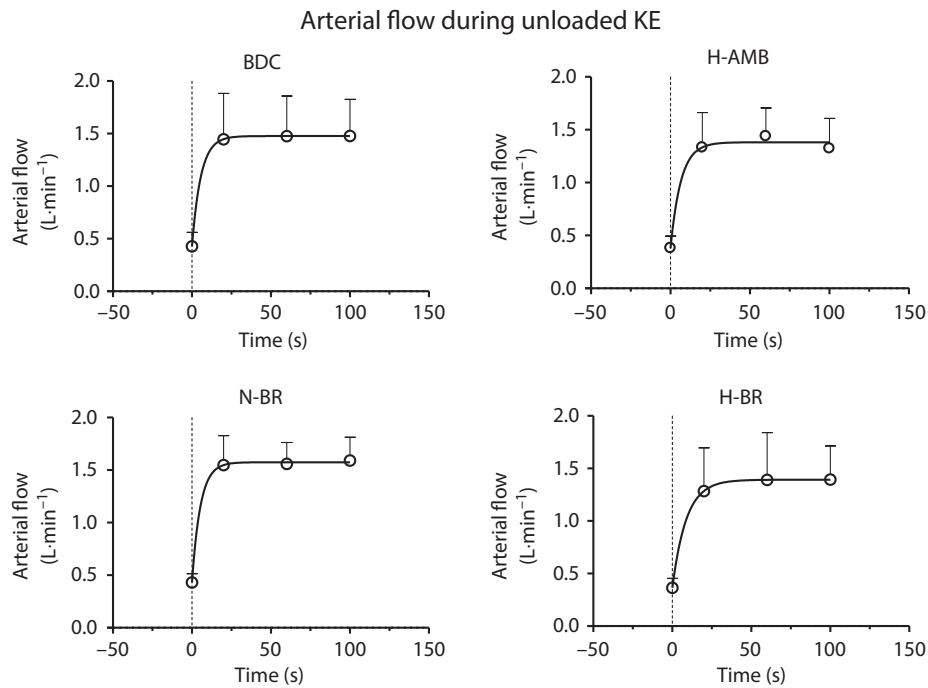 Arterial flow during unloaded KE
BDC
2.0
1.5
1.0
0.5
0.0
Arterial flow
(L·min⁻¹)
−50
0
50
100
150
Time (s)
H-AMB
2.0
1.5
1.0
0.5
0.0
Arterial flow
(L·min⁻¹)
−50
0
50
100
150
Time (s)
N-BR
2.0
1.5
1.0
0.5
0.0
Arterial flow
(L·min⁻¹)
−50
0
50
100
150
Time (s)
H-BR
2.0
1.5
1.0
0.5
0.0
Arterial flow
(L·min⁻¹)
−50
0
50
100
150
Time (s)